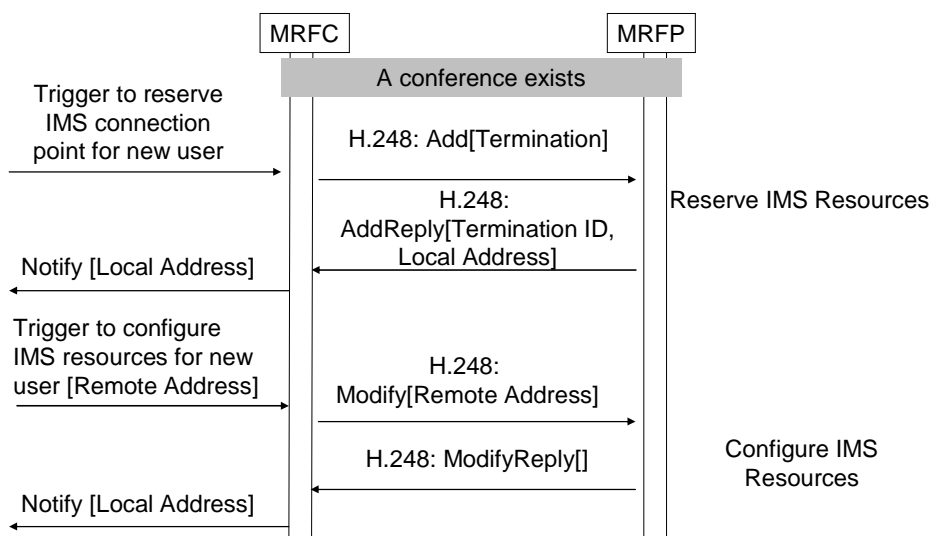 MRFC
MRFP
A conference exists
Trigger to reserve
IMS connection
point for new user
H.248: Add[Termination]
Reserve IMS Resources
H.248:
AddReply[Termination ID,
Local Address]
Notify [Local Address]
Trigger to configure
IMS resources for new
user [Remote Address]
H.248:
Modify[Remote Address]
Configure IMS
Resources
H.248: ModifyReply[]
Notify [Local Address]